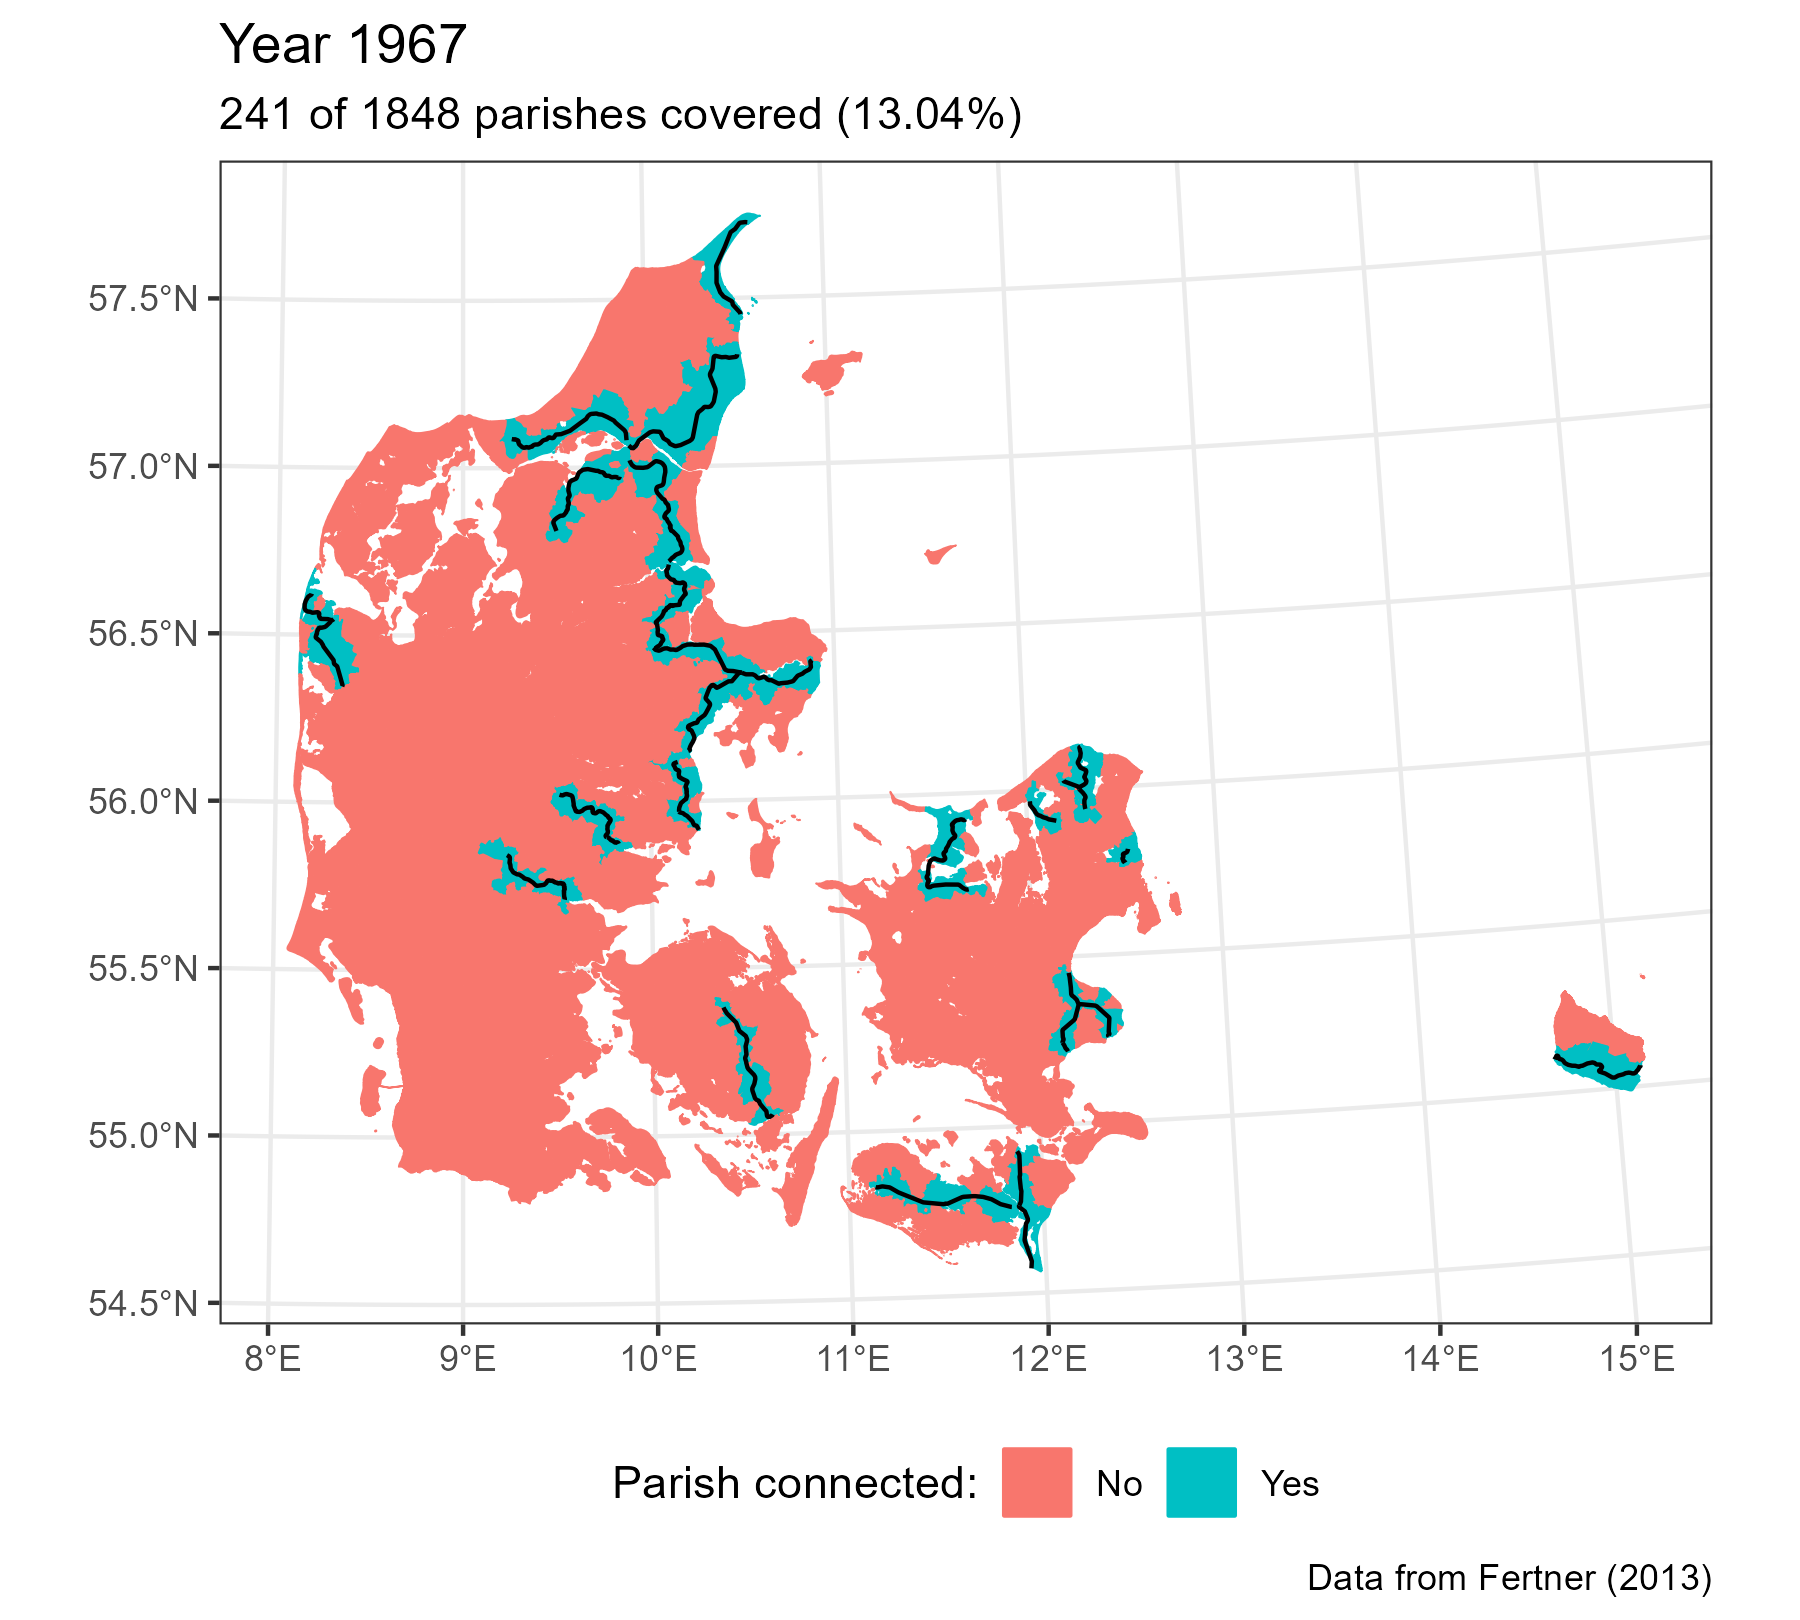 Year 1967
241 of 1848 parishes covered (13.04%)
57.5°N
57.0°N
56.5°N
56.0°N
55.5°N
55.0°N
54.5°N
8°E 9°E 10°E 11°E 12°E 13°E 14°E 15°E
Parish connected: No Yes
Data from Fertner (2013)